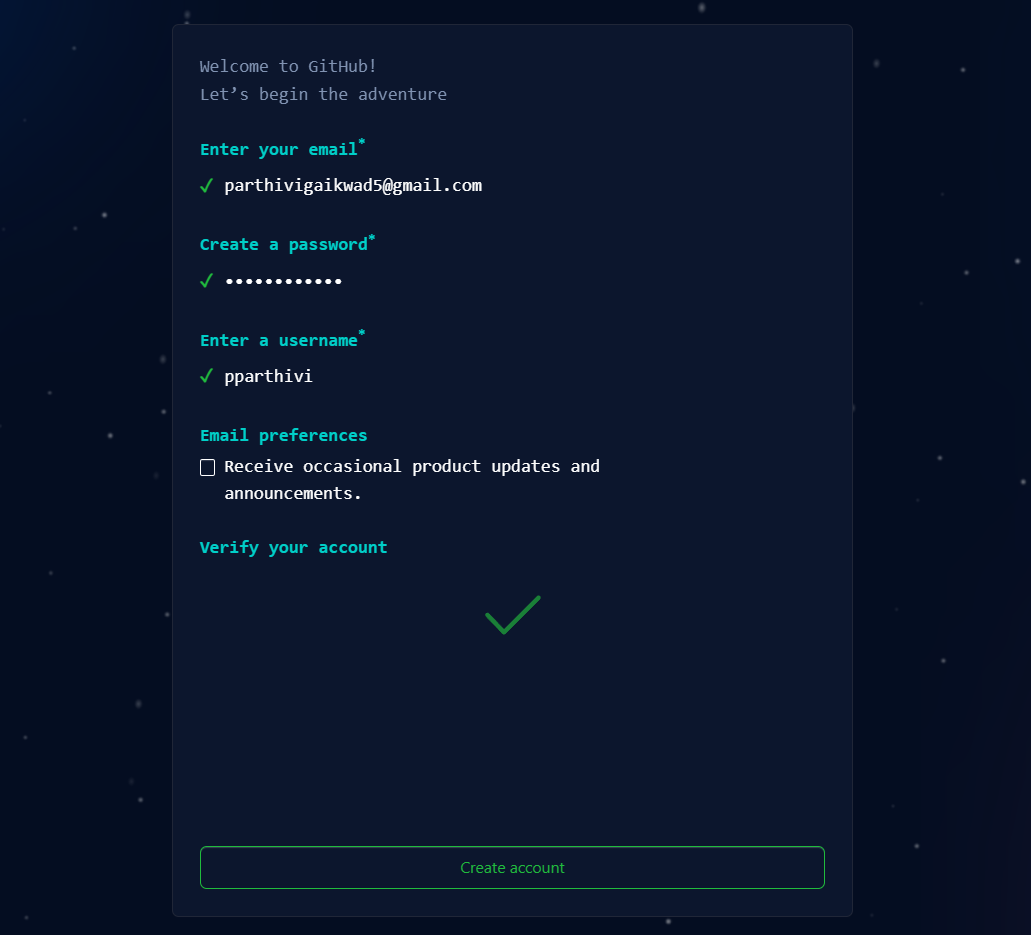 Welcome to GitHub!
Let’s begin the adventure
Enter your email*
✓ parthivigaikwad5@gmail.com
Create a password*
✓ ••••••••••••
Enter a username*
✓ pparthivi
Email preferences
Receive occasional product updates and
announcements.
Verify your account
Create account